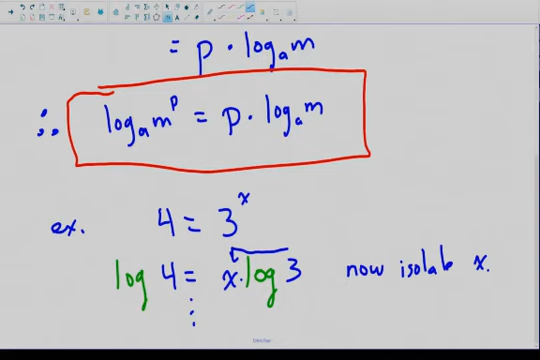 = p · logₐm
∴ logₐmᵖ = p · logₐm
ex. 4 = 3ˣ
log 4 = x · log 3 now isolate x.
⋮